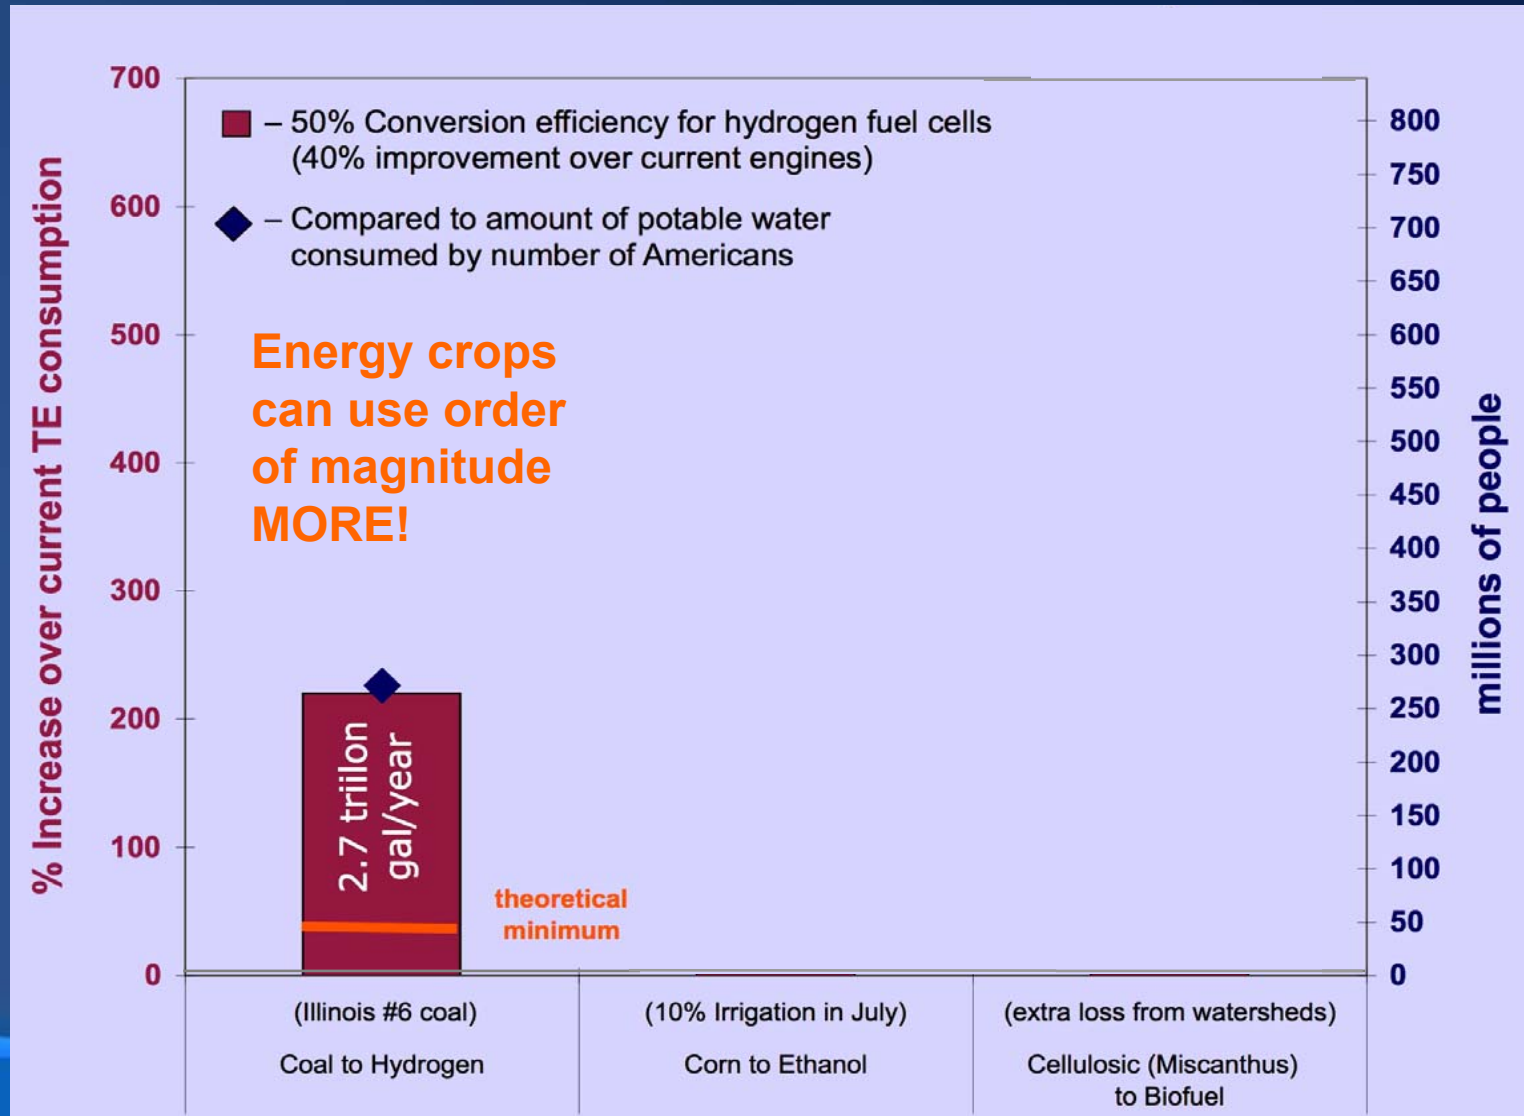 % Increase over current TE consumption
700
600
500
400
300
200
100
0
– 50% Conversion efficiency for hydrogen fuel cells
(40% improvement over current engines)
– Compared to amount of potable water
consumed by number of Americans
Energy crops
can use order
of magnitude
MORE!
2.7 triilon
gal/year
theoretical
minimum
800
750
700
650
600
550
500
450
400
350
300
250
200
150
100
50
0
millions of people
(Illinois #6 coal)
Coal to Hydrogen
(10% Irrigation in July)
Corn to Ethanol
(extra loss from watersheds)
Cellulosic (Miscanthus)
to Biofuel